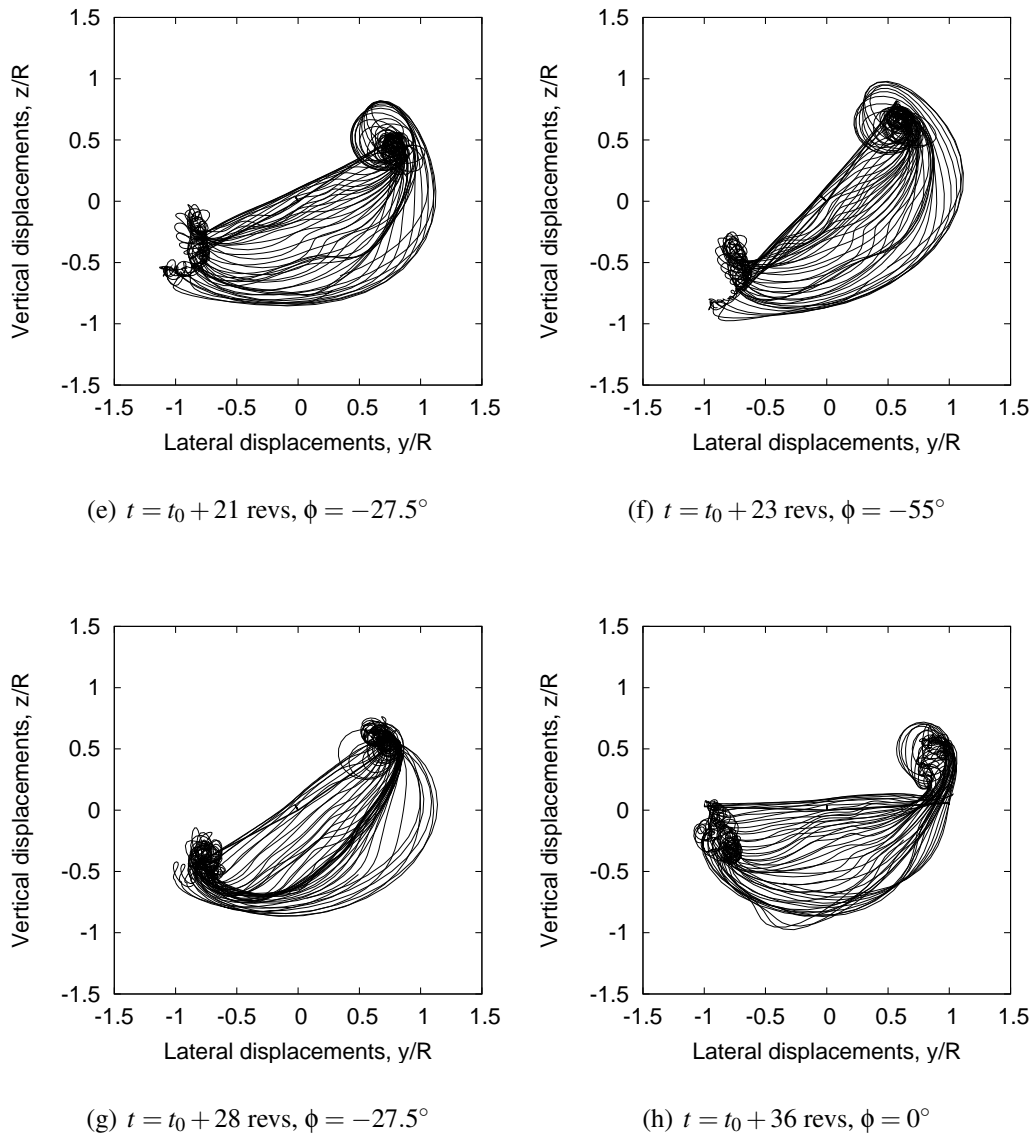 1.5
1
0.5
0
-0.5
-1
-1.5
-1.5 -1 -0.5 0 0.5 1 1.5
Vertical displacements, z/R
Lateral displacements, y/R
(e) t = t₀ + 21 revs, ϕ = −27.5°
1.5
1
0.5
0
-0.5
-1
-1.5
-1.5 -1 -0.5 0 0.5 1 1.5
Vertical displacements, z/R
Lateral displacements, y/R
(f) t = t₀ + 23 revs, ϕ = −55°
1.5
1
0.5
0
-0.5
-1
-1.5
-1.5 -1 -0.5 0 0.5 1 1.5
Vertical displacements, z/R
Lateral displacements, y/R
(g) t = t₀ + 28 revs, ϕ = −27.5°
1.5
1
0.5
0
-0.5
-1
-1.5
-1.5 -1 -0.5 0 0.5 1 1.5
Vertical displacements, z/R
Lateral displacements, y/R
(h) t = t₀ + 36 revs, ϕ = 0°